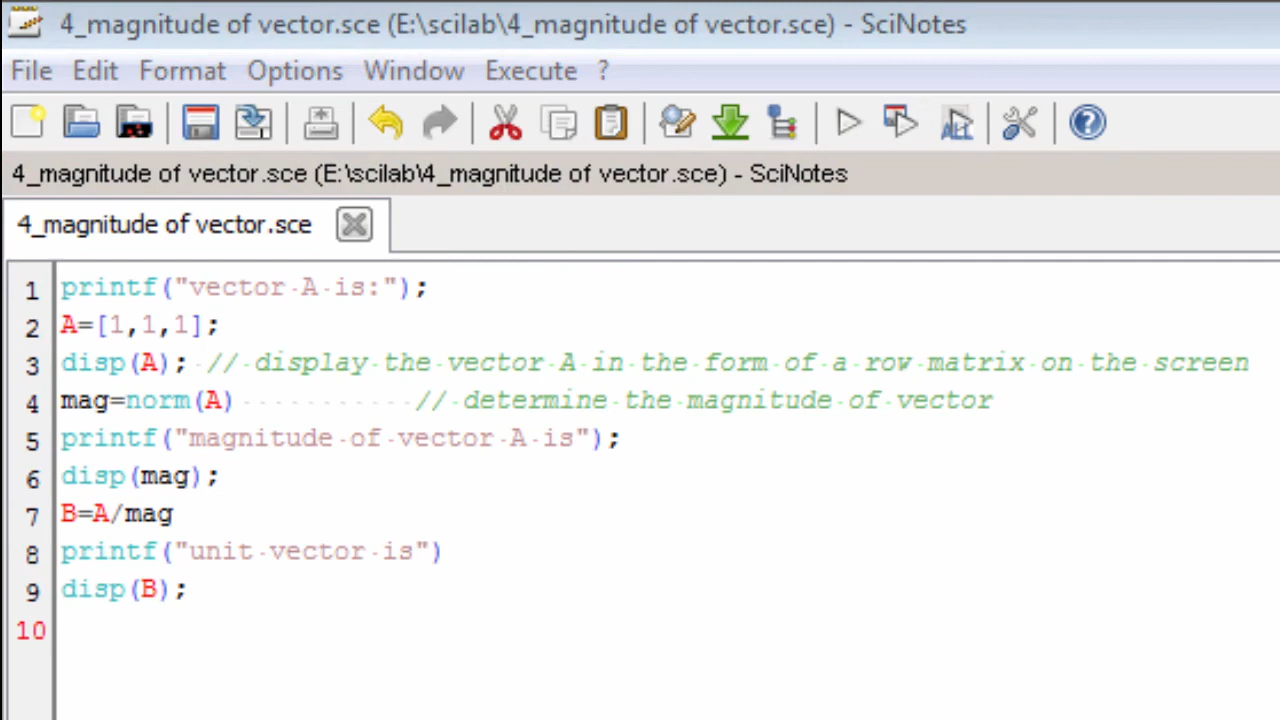 4_magnitude of vector.sce (E:\scilab\4_magnitude of vector.sce) - SciNotes
File Edit Format Options Window Execute ?
4_magnitude of vector.sce (E:\scilab\4_magnitude of vector.sce) - SciNotes
4_magnitude of vector.sce
1 printf("vector A is:");
2 A=[1,1,1];
3 disp(A); // display the vector A in the form of a row matrix on the screen
4 mag=norm(A)           // determine the magnitude of vector
5 printf("magnitude of vector A is");
6 disp(mag);
7 B=A/mag
8 printf("unit vector is")
9 disp(B);
10